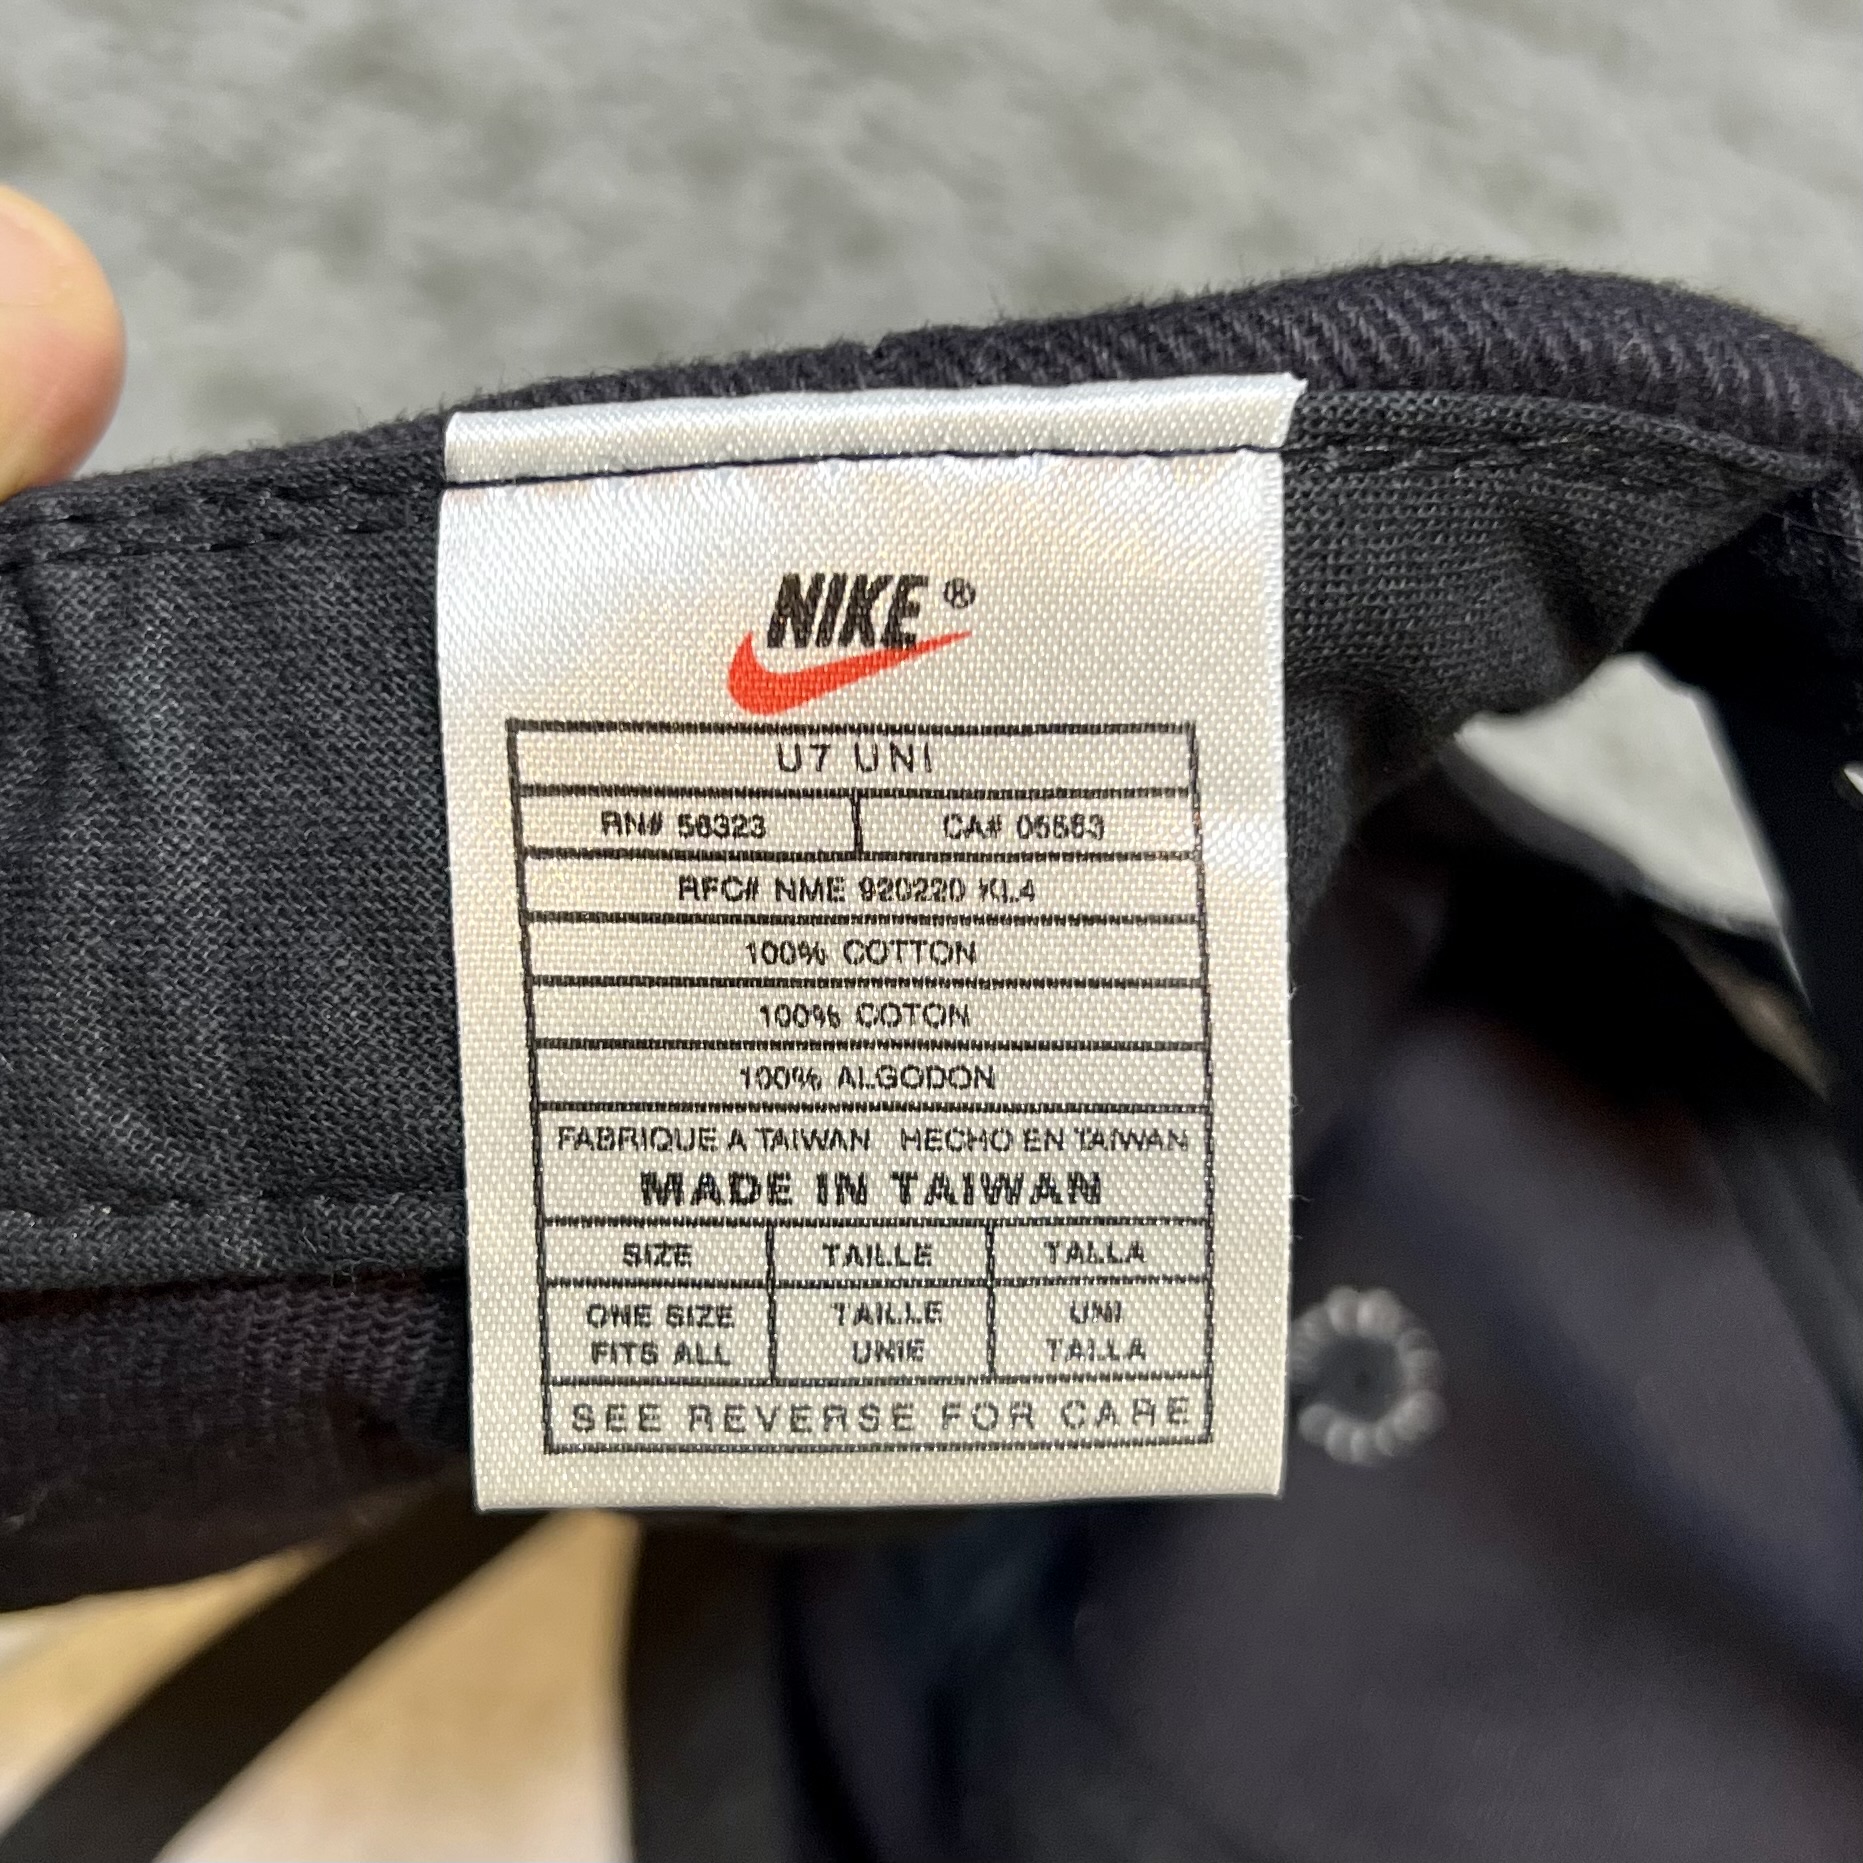 NIKE®
U7 UNI
RN# 56323 CA# 05553
RFC# NME 920220 KL4
100% COTTON
100% COTON
100% ALGODON
FABRIQUE A TAIWAN HECHO EN TAIWAN
MADE IN TAIWAN
SIZE TAILLE TALLA
ONE SIZE TAILLE UNI
FITS ALL UNIE TALLA
SEE REVERSE FOR CARE